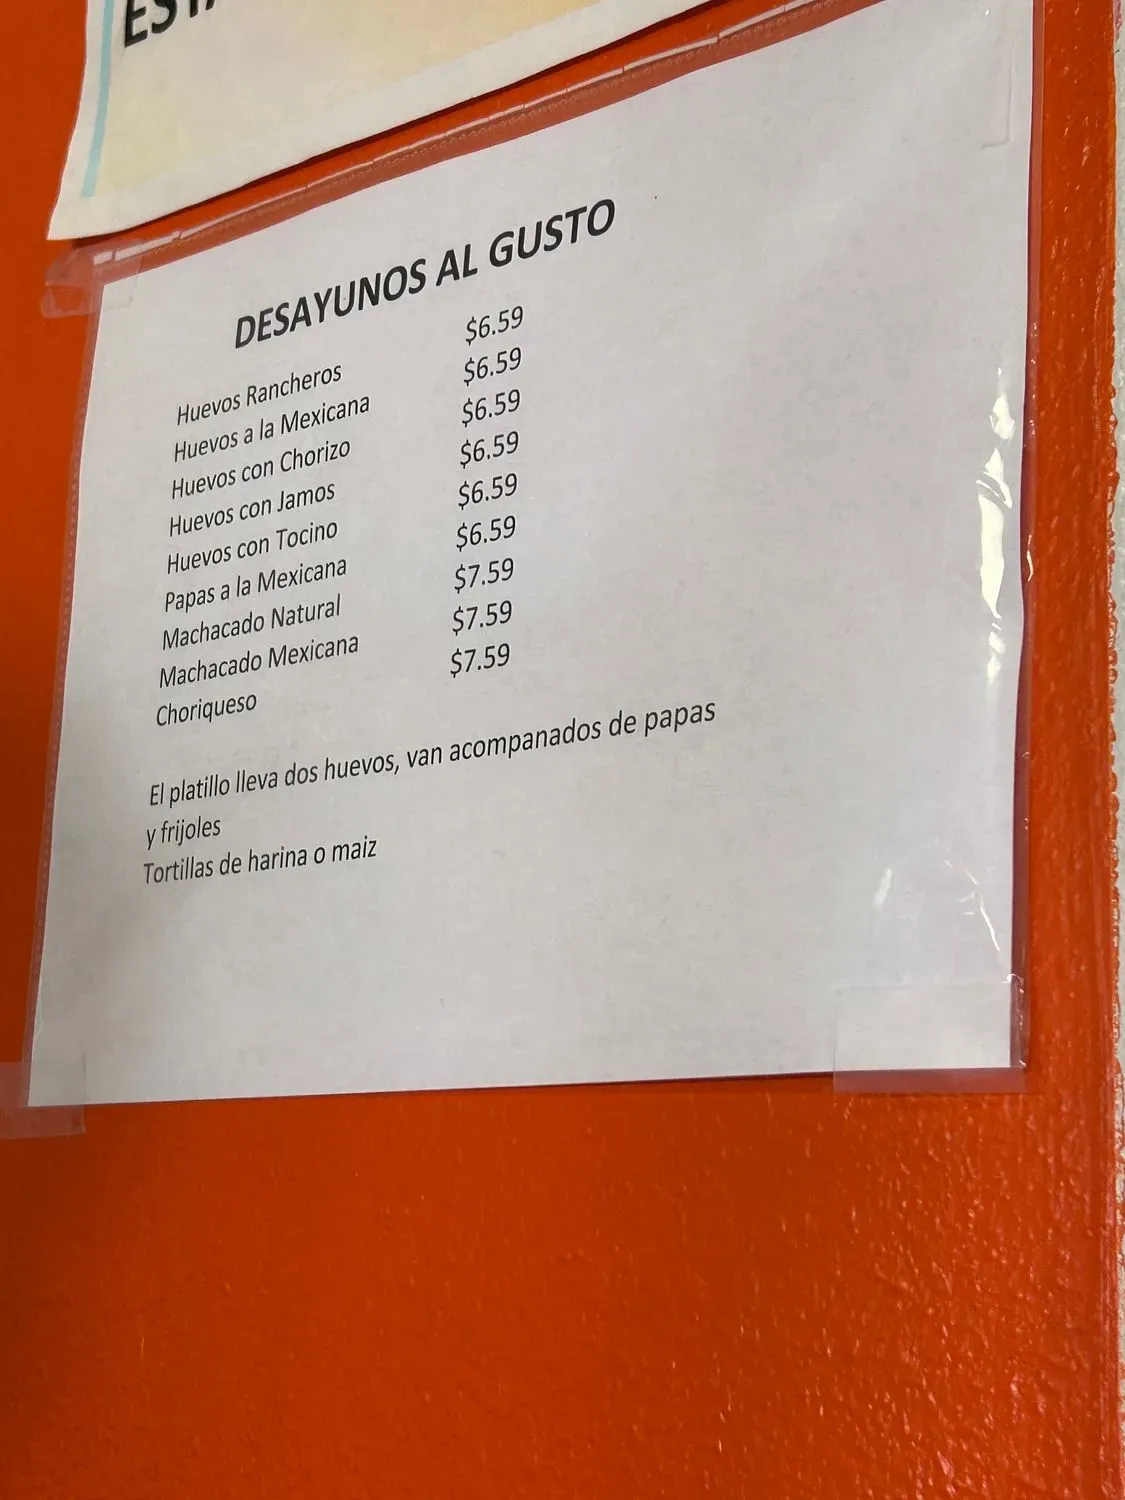 DESAYUNOS AL GUSTO
Huevos Rancheros $6.59
Huevos a la Mexicana $6.59
Huevos con Chorizo $6.59
Huevos con Jamos $6.59
Huevos con Tocino $6.59
Papas a la Mexicana $6.59
Machacado Natural $7.59
Machacado Mexicana $7.59
Choriqueso $7.59
El platillo lleva dos huevos, van acompanados de papas
y frijoles
Tortillas de harina o maiz